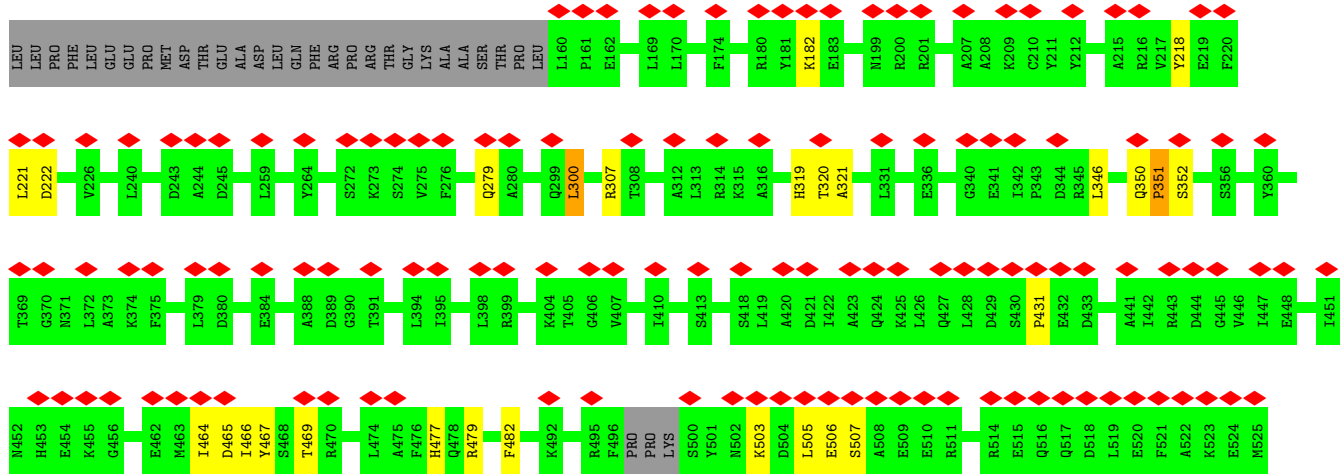 LEU LEU PRO PHE LEU GLU GLU PRO MET ASP THR GLU ALA ASP LEU GLN PHE ARG PRO ARG THR GLY LYS ALA ALA SER THR PRO LEU L160 P161 E162 L169 L170 F174 R180 Y181 K182 E183 N199 R200 R201 A207 A208 K209 C210 Y211 Y212 A215 R216 V217 Y218 E219 F220
L221 D222 V226 L240 D243 A244 D245 L259 Y264 S272 K273 S274 V275 F276 Q279 A280 Q299 L300 R307 T308 A312 L313 R314 K315 A316 H319 T320 A321 L331 E336 G340 E341 I342 P343 D344 R345 L346 Q350 P351 S352 S356 Y360
T369 G370 N371 L372 A373 K374 F375 L379 D380 E384 A388 D389 G390 T391 L394 I395 L398 R399 K404 T405 G406 V407 I410 S413 S418 L419 A420 D421 I422 A423 Q424 K425 L426 Q427 L428 D429 S430 P431 E432 D433 A441 I442 R443 D444 G445 V446 I447 E448 I451
N452 H453 E454 K455 G456 E462 M463 I464 D465 I466 Y467 S468 T469 R470 L474 A475 F476 H477 Q478 R479 F482 K492 R495 F496 PRO PRO LYS S500 Y501 N502 K503 D504 L505 E506 S507 A508 E509 E510 R511 R514 E515 Q516 Q517 D518 L519 E520 F521 A522 K523 E524 M525